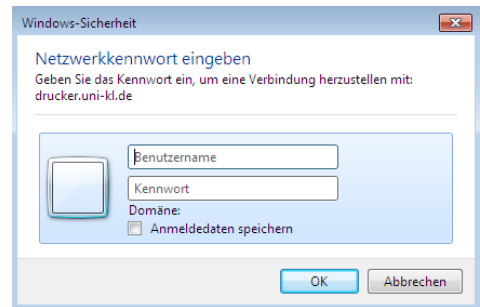 Windows-Sicherheit
Netzwerkkennwort eingeben
Geben Sie das Kennwort ein, um eine Verbindung herzustellen mit:
drucker.uni-kl.de
Benutzername
Kennwort
Domäne:
Anmeldedaten speichern
OK Abbrechen